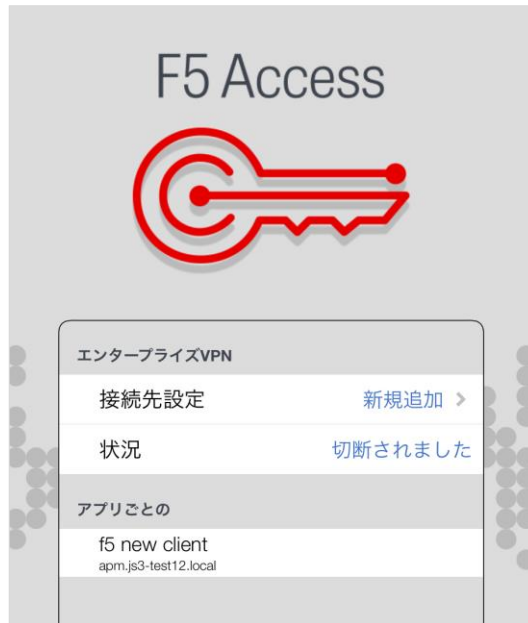 F5 Access
エンタープライズVPN
接続先設定 新規追加 >
状況 切断されました
アプリごとの
f5 new client
apm.js3-test12.local